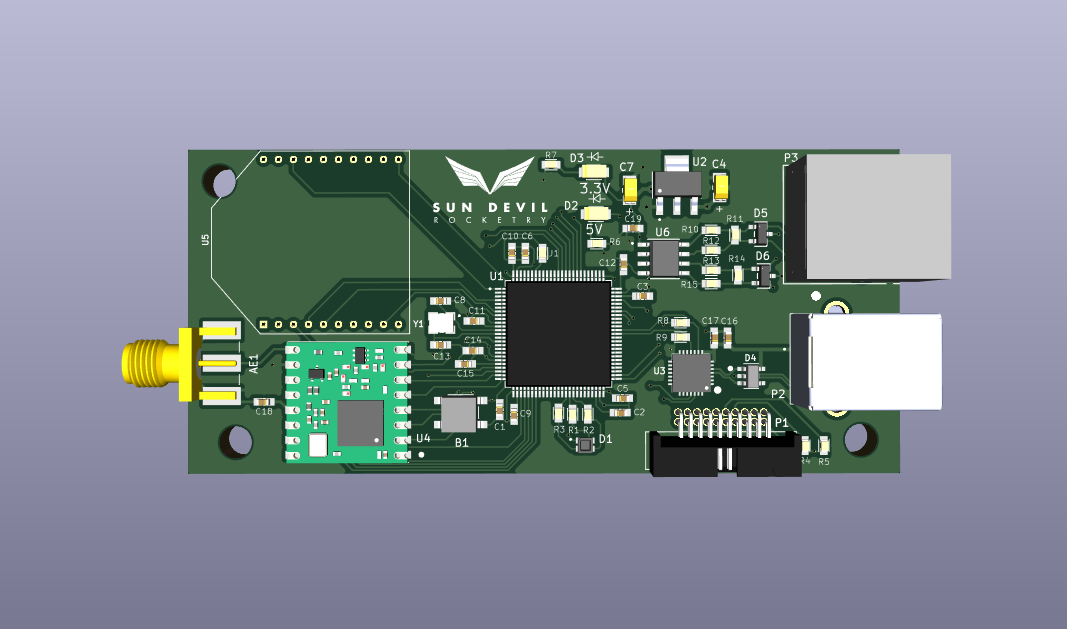 R7
D3
3.3V
D2
5V
C7
U2
C4
P3
SUN DEVIL
ROCKETRY
C19
R6
U6
R10
R11
D5
R12
R13
R14
D6
R15
C10 C6
J1
C12
U5
U1
C3
C8
C11
Y1
C13
C14
C15
R8
R9
C17 C16
U3
D4
P2
AE1
C18
U4
B1
C1
C9
C5
C2
R3 R1 R2
D1
P1
R4 R5
+
+